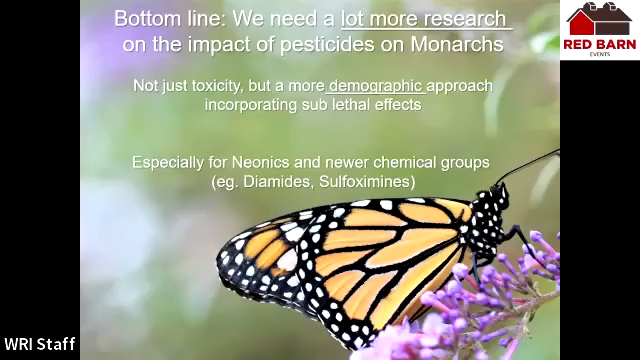 Bottom line: We need a lot more research
on the impact of pesticides on Monarchs
Not just toxicity, but a more demographic approach
incorporating sub lethal effects
Especially for Neonics and newer chemical groups
(eg. Diamides, Sulfoximines)
RED BARN
EVENTS
WRI Staff